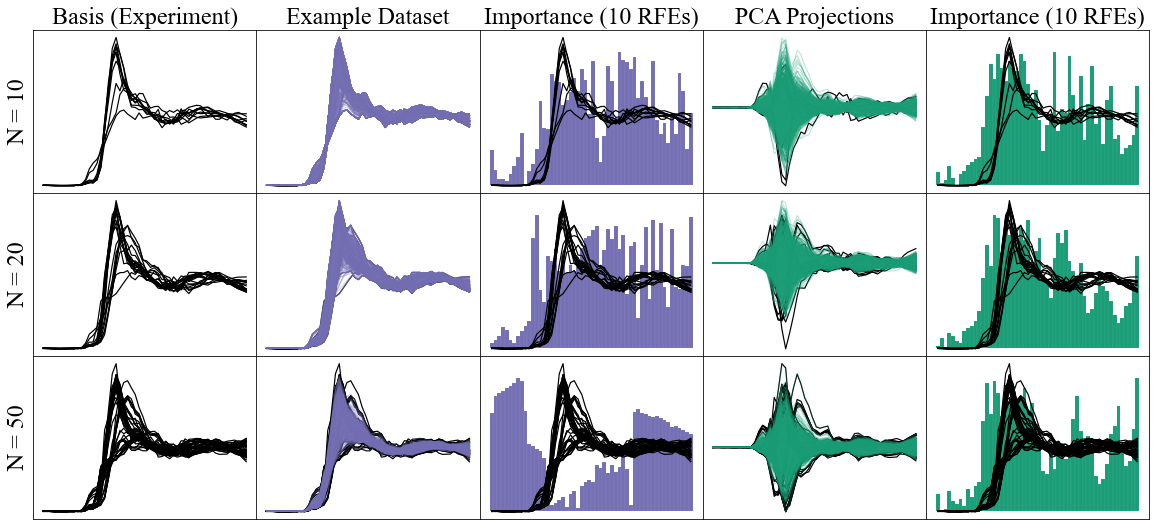 Basis (Experiment)
Example Dataset
Importance (10 RFEs)
PCA Projections
Importance (10 RFEs)
N = 10
N = 20
N = 50